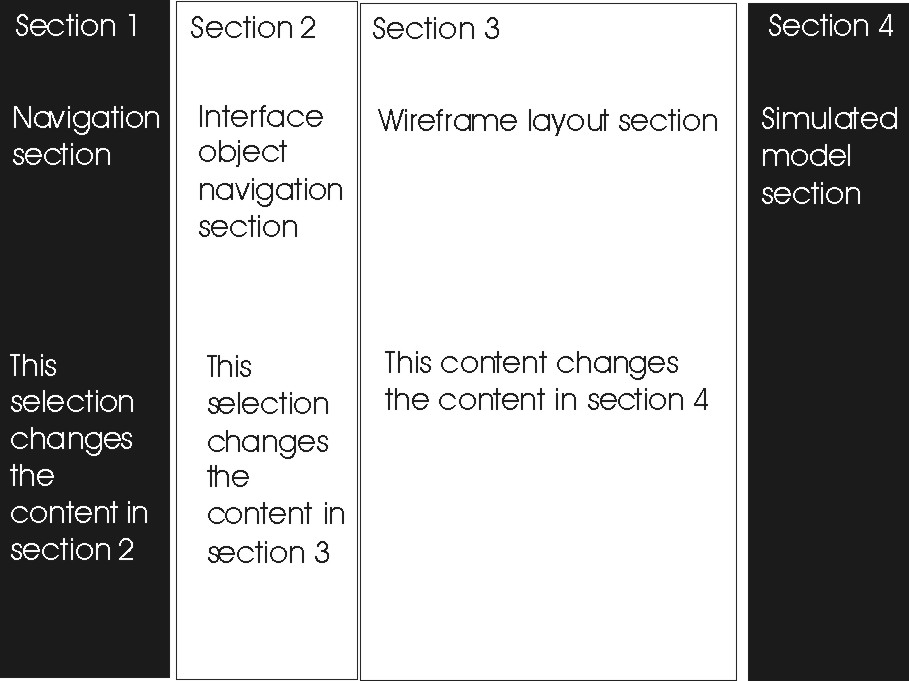 Section 1
Navigation
section
This
selection
changes
the
content in
section 2
Section 2
Interface
object
navigation
section
This
selection
changes
the
content in
section 3
Section 3
Wireframe layout section
This content changes
the content in section 4
Section 4
Simulated
model
section